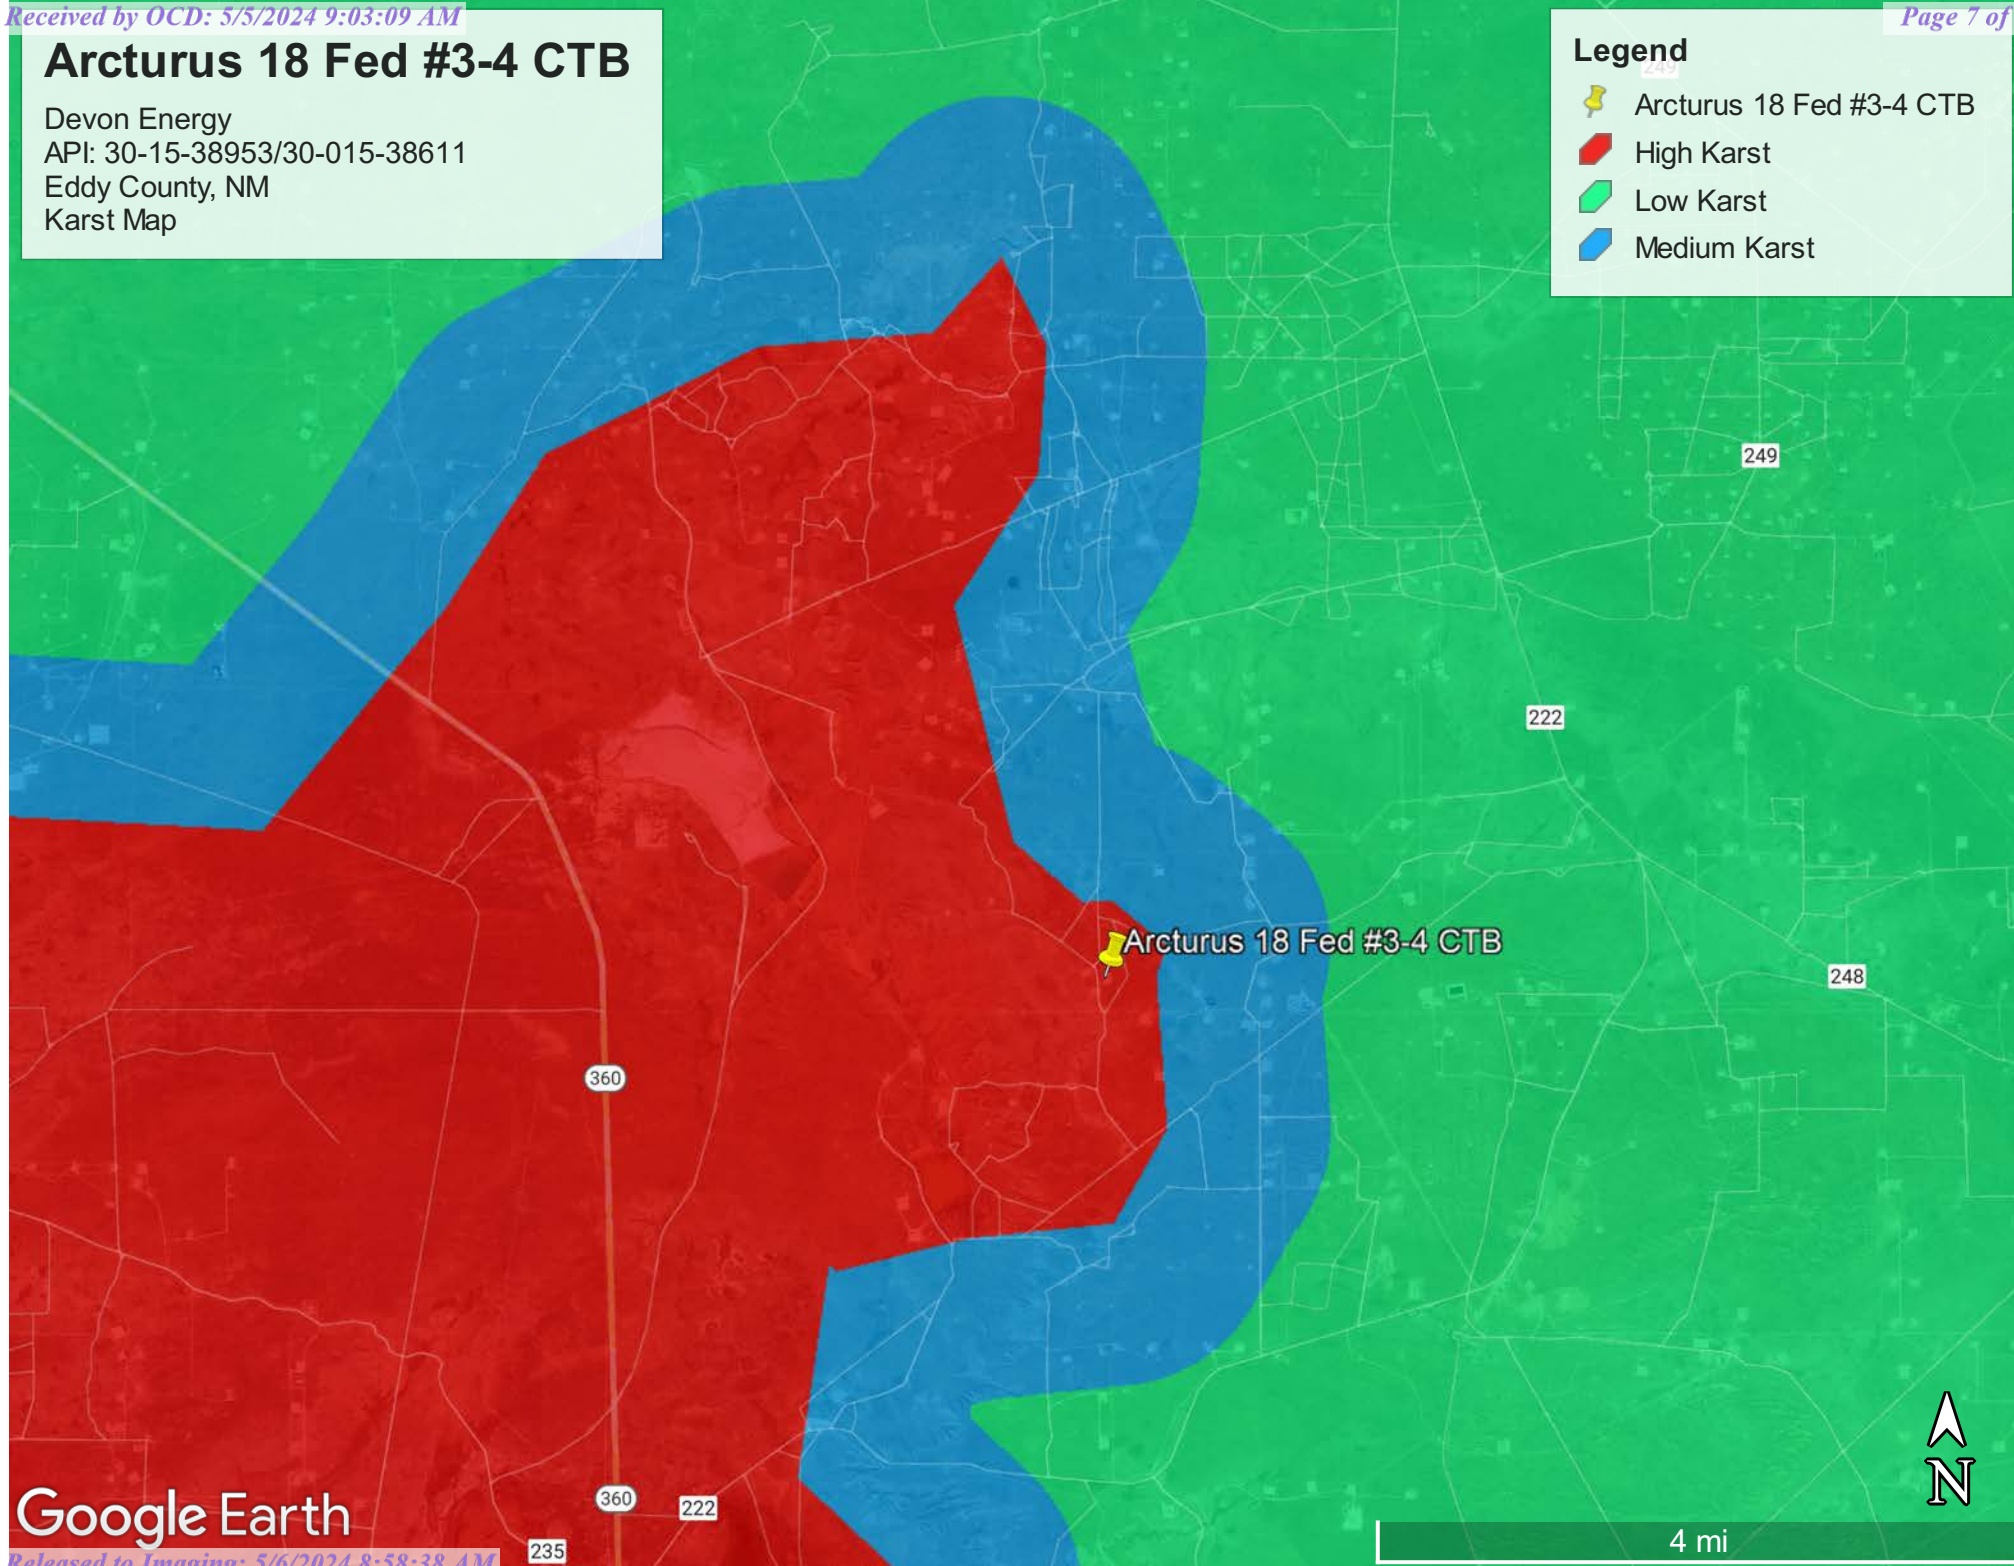 Received by OCD: 5/5/2024 9:03:09 AM
Page 7 of
Arcturus 18 Fed #3-4 CTB
Devon Energy
API: 30-15-38953/30-015-38611
Eddy County, NM
Karst Map
Legend
249
Arcturus 18 Fed #3-4 CTB
High Karst
Low Karst
Medium Karst
249
222
Arcturus 18 Fed #3-4 CTB
248
360
360
222
235
N
4 mi
Google Earth
Released to Imaging: 5/6/2024 8:58:38 AM